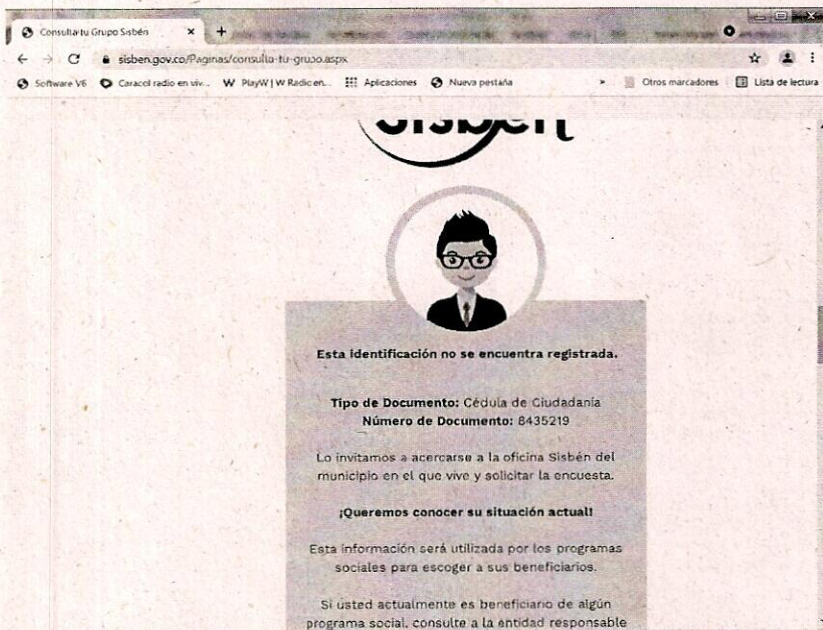 Consulta tu Grupo Sisbén
sisben.gov.co/Paginas/consulta-tu-grupo.aspx
Software V6 Caracol radio en viv... PlayW | W Radio en... Aplicaciones Nueva pestaña Otros marcadores Lista de lectura
Sisbén
Esta identificación no se encuentra registrada.
Tipo de Documento: Cédula de Ciudadanía
Número de Documento: 8435219
Lo invitamos a acercarse a la oficina Sisbén del
municipio en el que vive y solicitar la encuesta.
¡Queremos conocer su situación actual!
Esta información será utilizada por los programas
sociales para escoger a sus beneficiarios.
Si usted actualmente es beneficiario de algún
programa social, consulte a la entidad responsable